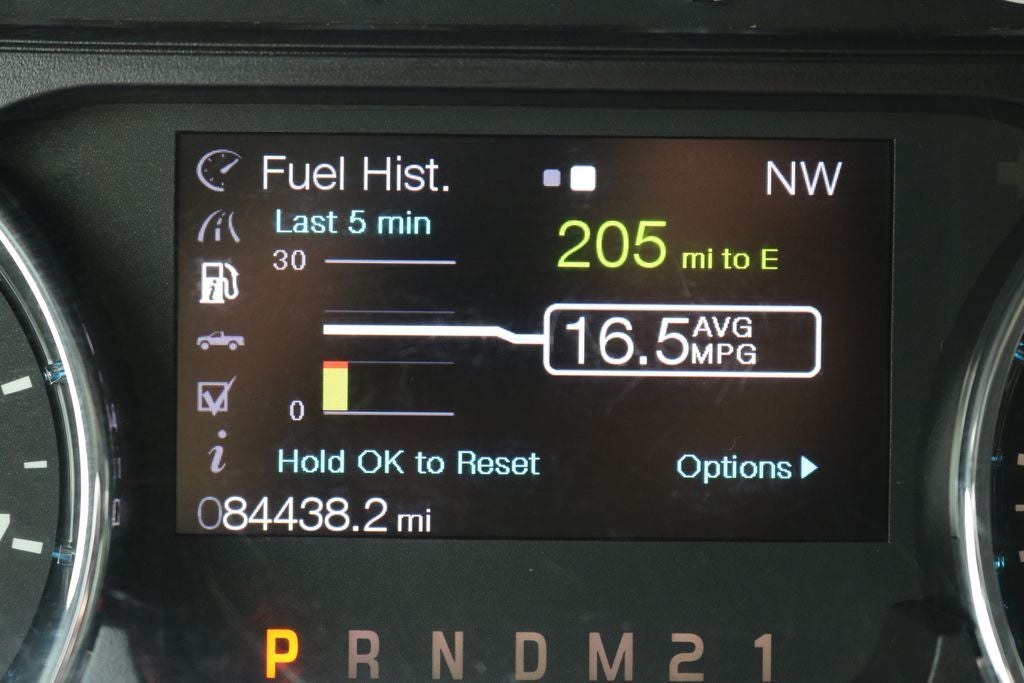 Fuel Hist.
NW
Last 5 min
205 mi to E
30
16.5 AVG MPG
0
Hold OK to Reset
Options
084438.2 mi
P R N D M 2 1